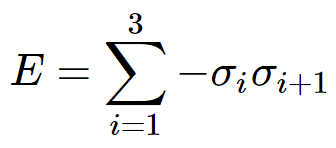 E = \sum_{i=1}^{3} -\sigma_i \sigma_{i+1}